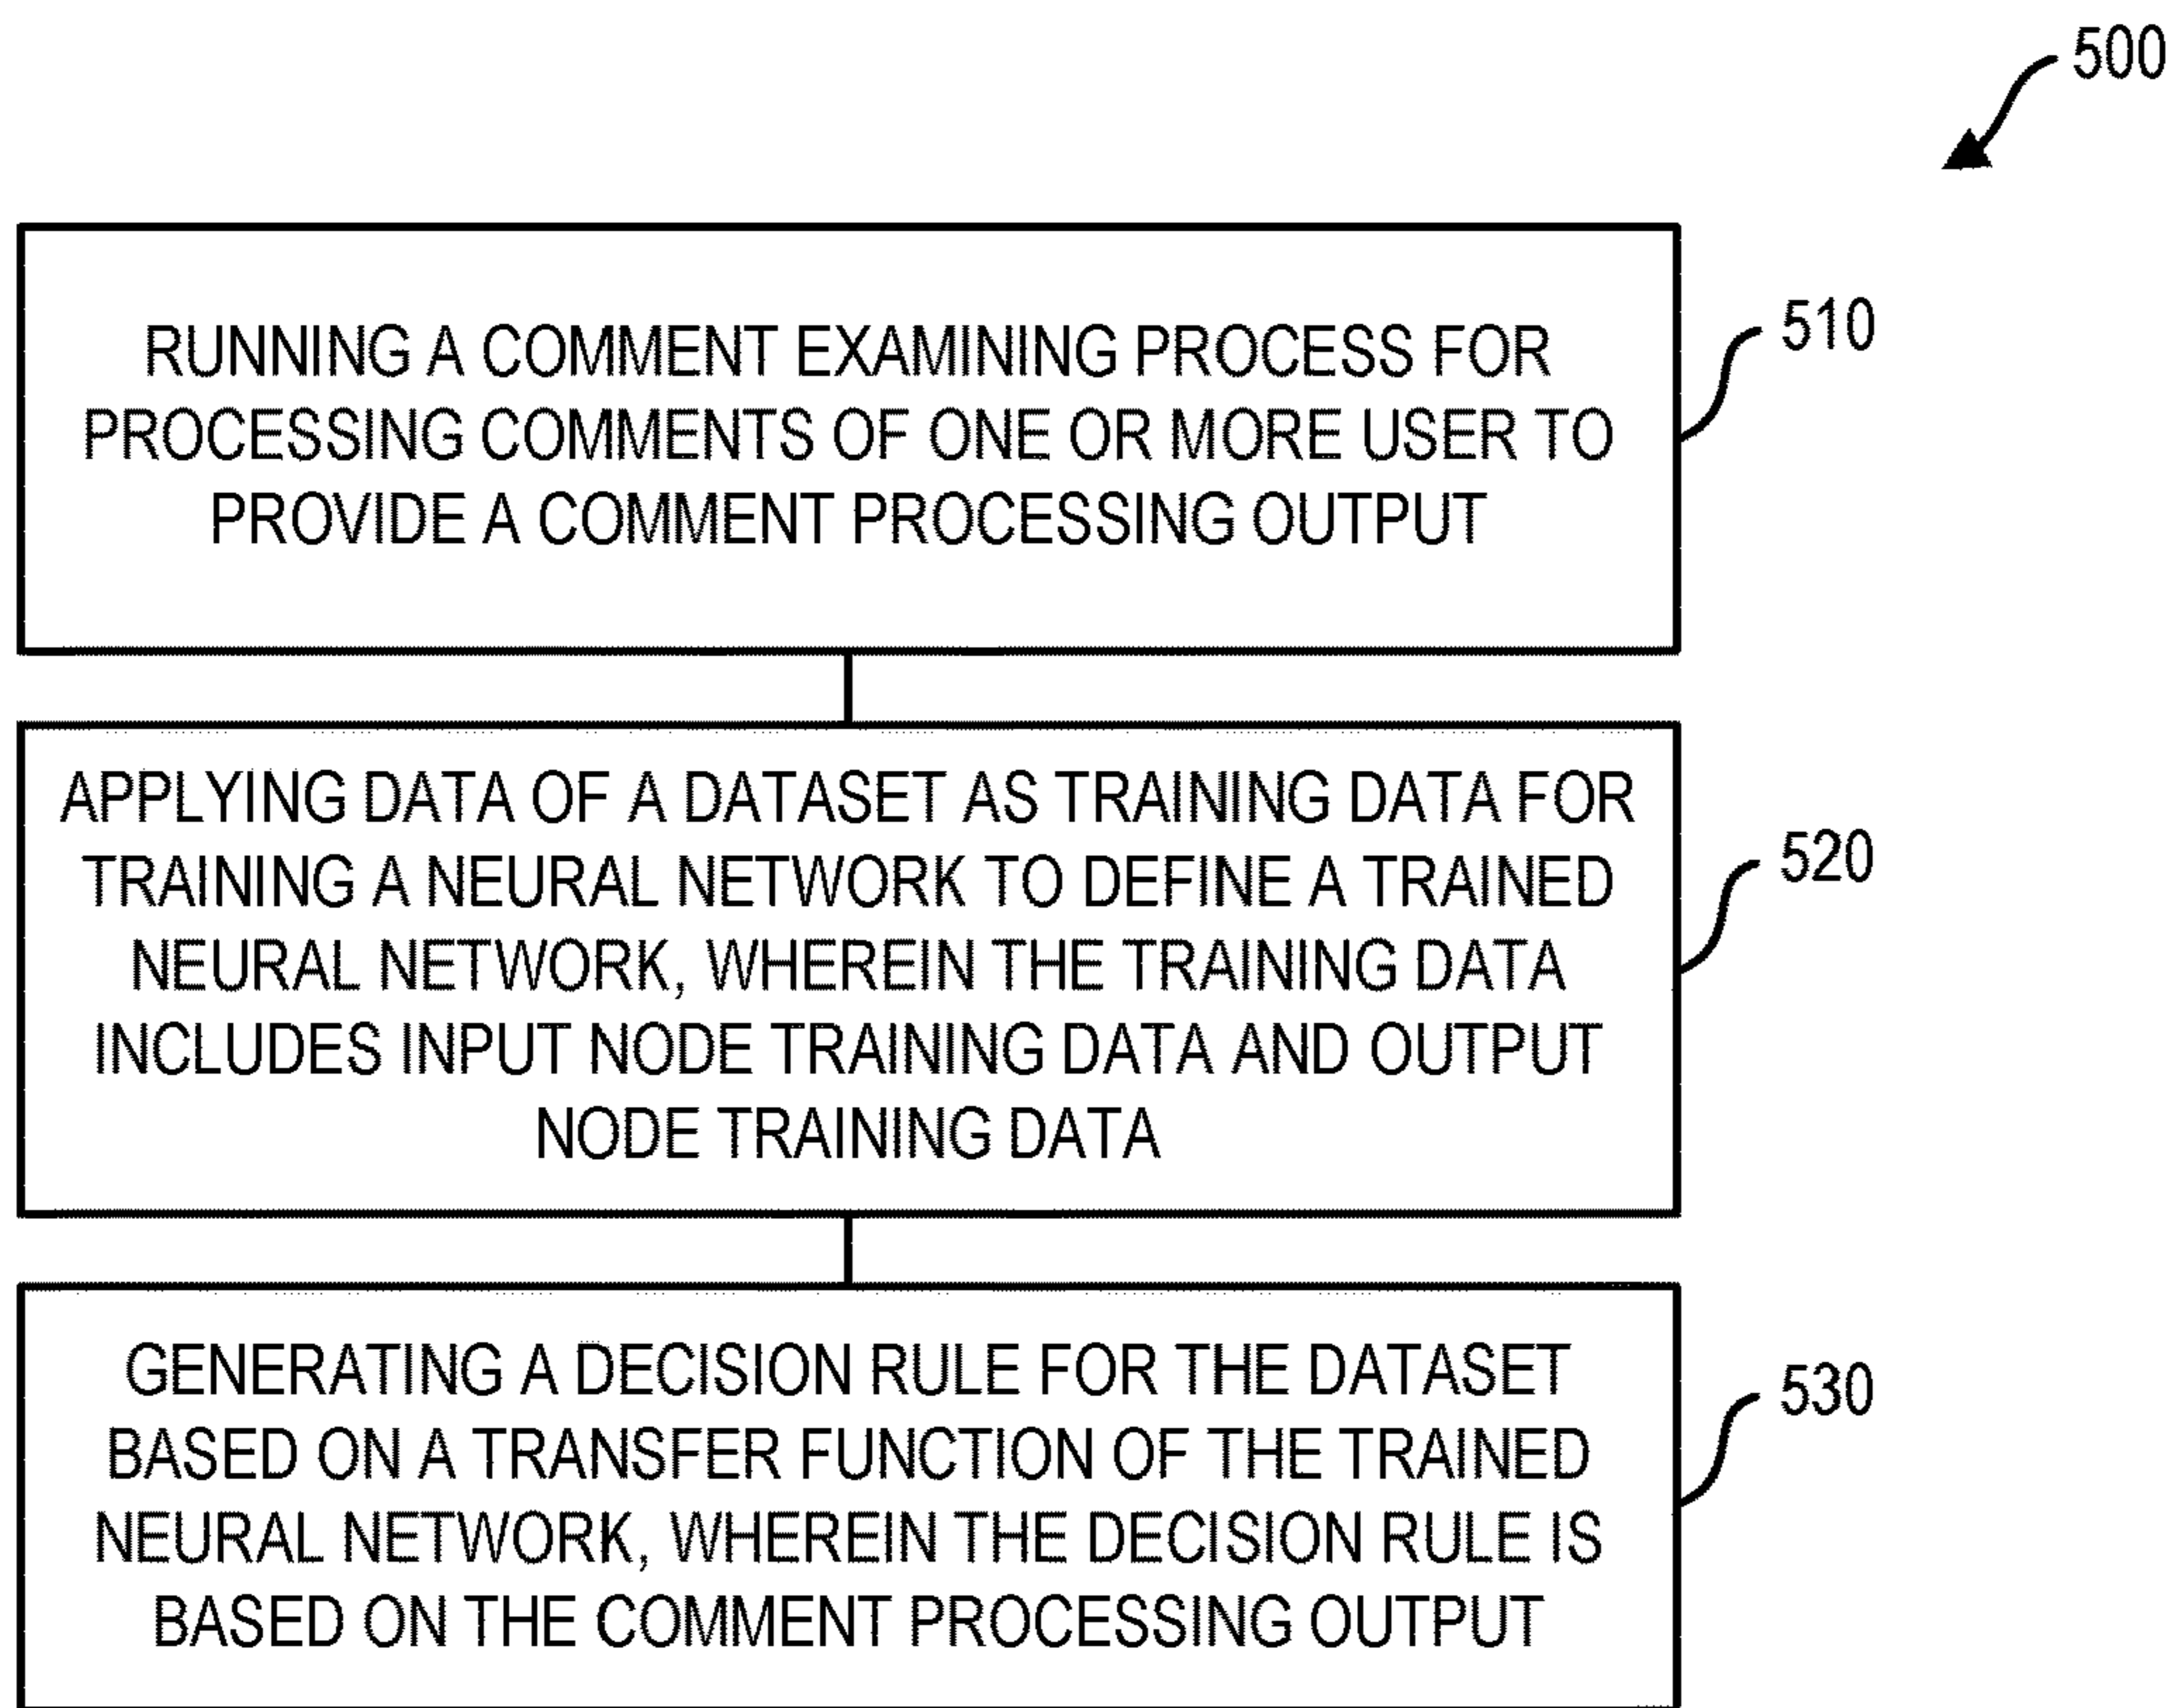 500
RUNNING A COMMENT EXAMINING PROCESS FOR
PROCESSING COMMENTS OF ONE OR MORE USER TO
PROVIDE A COMMENT PROCESSING OUTPUT
510
APPLYING DATA OF A DATASET AS TRAINING DATA FOR
TRAINING A NEURAL NETWORK TO DEFINE A TRAINED
NEURAL NETWORK, WHEREIN THE TRAINING DATA
INCLUDES INPUT NODE TRAINING DATA AND OUTPUT
NODE TRAINING DATA
520
GENERATING A DECISION RULE FOR THE DATASET
BASED ON A TRANSFER FUNCTION OF THE TRAINED
NEURAL NETWORK, WHEREIN THE DECISION RULE IS
BASED ON THE COMMENT PROCESSING OUTPUT
530